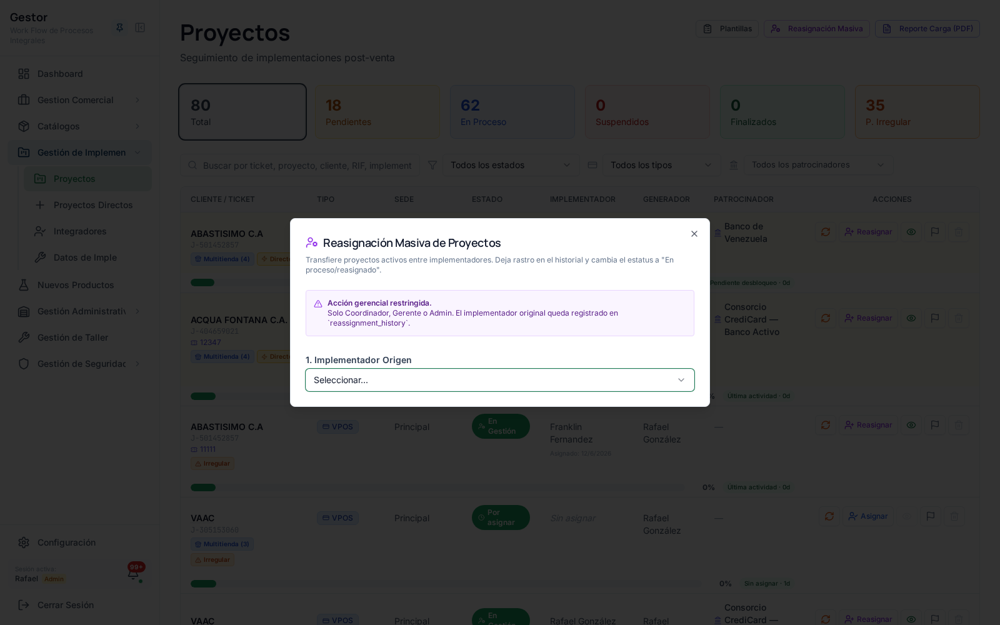 Gestor
Work Flow de Procesos
Integrales
Dashboard
Gestion Comercial
Catálogos
Gestión de Implemen
Proyectos
Proyectos Directos
Integradores
Datos de Imple
Nuevos Productos
Gestión Administrativ
Gestión de Taller
Gestión de Seguridad
Configuración
Sesión activa:
Rafael Admin
99+
Cerrar Sesión
Proyectos
Seguimiento de implementaciones post-venta
Plantillas
Reasignación Masiva
Reporte Carga (PDF)
80
Total
18
Pendientes
62
En Proceso
0
Suspendidos
0
Finalizados
35
P. Irregular
Buscar por ticket, proyecto, cliente, RIF, implement
Todos los estados
Todos los tipos
Todos los patrocinadores
CLIENTE / TICKET TIPO SEDE ESTADO IMPLEMENTADOR GENERADOR PATROCINADOR ACCIONES
ABASTISIMO C.A
J-501452857
Multitienda (4)
Directo
Banco de
Venezuela
Reasignar
Pendiente desbloqueo · 0d
ACQUA FONTANA C.A.
J-404659021
12347
Multitienda (4)
Directo
Consorcio
CrediCard —
Banco Activo
Reasignar
%
Última actividad · 0d
Reasignación Masiva de Proyectos
Transfiere proyectos activos entre implementadores. Deja rastro en el historial y cambia el estatus a "En
proceso/reasignado".
Acción gerencial restringida.
Solo Coordinador, Gerente o Admin. El implementador original queda registrado en
`reassignment_history`.
1. Implementador Origen
Seleccionar...
ABASTISIMO C.A
J-501452857
11111
Irregular
VPOS
Principal
En
Gestión
Franklin
Fernandez
Asignado: 12/6/2026
Rafael
González
—
Reasignar
0%
Última actividad · 0d
VAAC
J-305153060
Multitienda (3)
Irregular
VPOS
Principal
Por
asignar
Sin asignar
Rafael
González
—
Asignar
0%
Sin asignar · 1d
VAAC
VPOS
Principal
En
Gestión
Rafael González
Rafael
Consorcio
CrediCard —
Reasignar